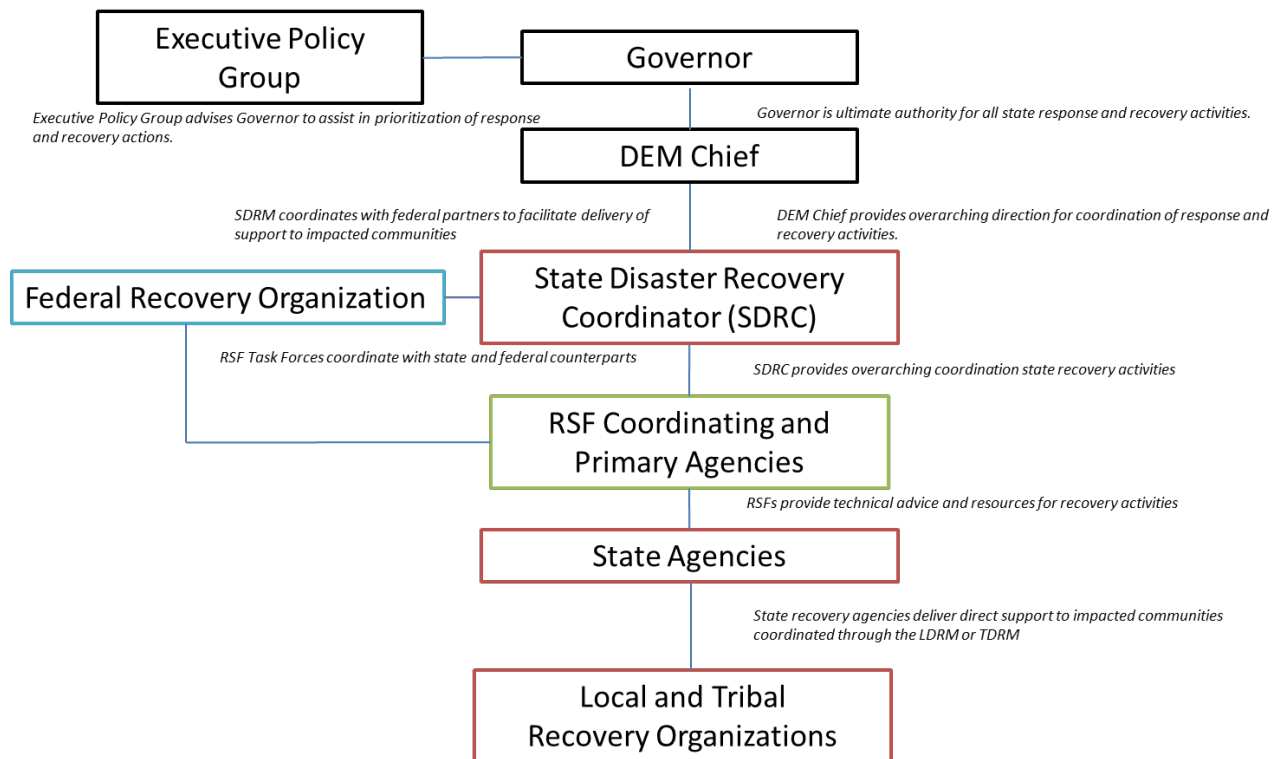 Executive Policy
Group
Governor
Executive Policy Group advises Governor to assist in prioritization of response
and recovery actions.
Governor is ultimate authority for all state response and recovery activities.
DEM Chief
SDRM coordinates with federal partners to facilitate delivery of
support to impacted communities
DEM Chief provides overarching direction for coordination of response and
recovery activities.
State Disaster Recovery
Coordinator (SDRC)
Federal Recovery Organization
RSF Task Forces coordinate with state and federal counterparts
SDRC provides overarching coordination state recovery activities
RSF Coordinating and
Primary Agencies
RSFs provide technical advice and resources for recovery activities
State Agencies
State recovery agencies deliver direct support to impacted communities
coordinated through the LDRM or TDRM
Local and Tribal
Recovery Organizations